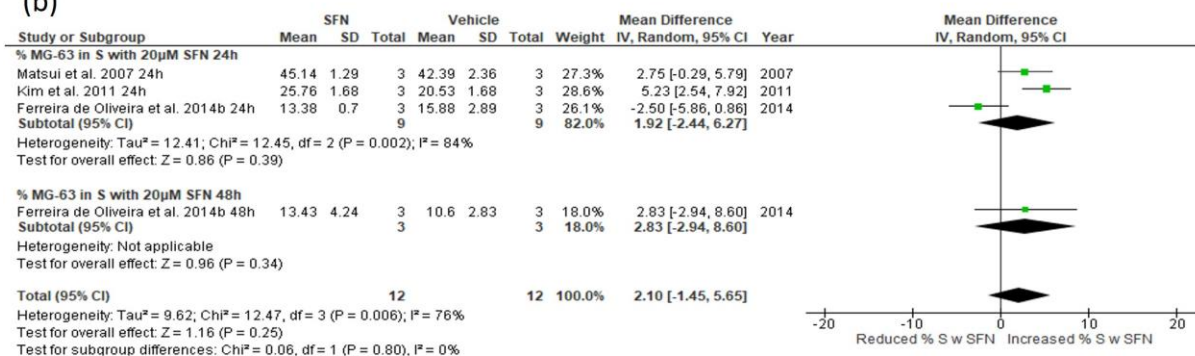 (b)
SFN Vehicle Mean Difference Mean Difference
Study or Subgroup Mean SD Total Mean SD Total Weight IV, Random, 95% CI Year IV, Random, 95% CI
% MG-63 in S with 20µM SFN 24h
Matsui et al. 2007 24h 45.14 1.29 3 42.39 2.36 3 27.3% 2.75 [-0.29, 5.79] 2007
Kim et al. 2011 24h 25.76 1.68 3 20.53 1.68 3 28.6% 5.23 [2.54, 7.92] 2011
Ferreira de Oliveira et al. 2014b 24h 13.38 0.7 3 15.88 2.89 3 26.1% -2.50 [-5.86, 0.86] 2014
Subtotal (95% CI) 9 9 82.0% 1.92 [-2.44, 6.27]
Heterogeneity: Tau² = 12.41; Chi² = 12.45, df = 2 (P = 0.002); I² = 84%
Test for overall effect: Z = 0.86 (P = 0.39)
% MG-63 in S with 20µM SFN 48h
Ferreira de Oliveira et al. 2014b 48h 13.43 4.24 3 10.6 2.83 3 18.0% 2.83 [-2.94, 8.60] 2014
Subtotal (95% CI) 3 3 18.0% 2.83 [-2.94, 8.60]
Heterogeneity: Not applicable
Test for overall effect: Z = 0.96 (P = 0.34)
Total (95% CI) 12 12 100.0% 2.10 [-1.45, 5.65]
Heterogeneity: Tau² = 9.62; Chi² = 12.47, df = 3 (P = 0.006); I² = 76%
Test for overall effect: Z = 1.16 (P = 0.25)
Test for subgroup differences: Chi² = 0.06, df = 1 (P = 0.80), I² = 0%
-20 -10 0 10 20
Reduced % S w SFN Increased % S w SFN